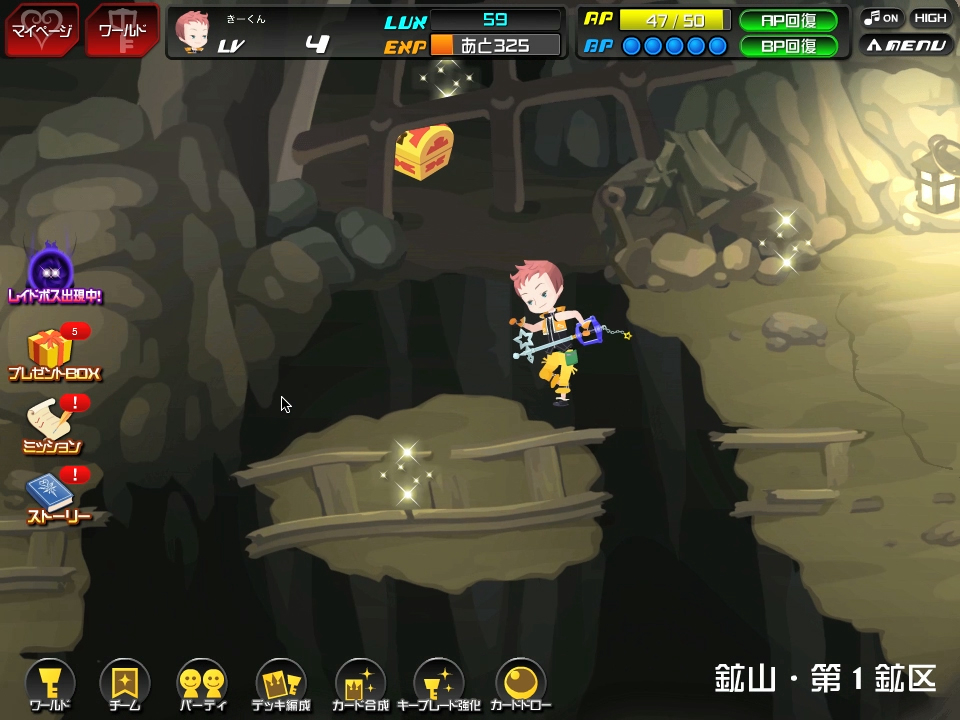 マイページ
ワールド
きーくん
LV 4
LUX 59
EXP あと325
AP 47 / 50 AP回復
BP BP回復
ON HIGH
MENU
レイドボス出現中!
5
プレゼントBOX
!
ミッション
!
ストーリー
ワールド チーム パーティ デッキ編成 カード合成 キーブレード強化 カードドロー
鉱山・第1鉱区